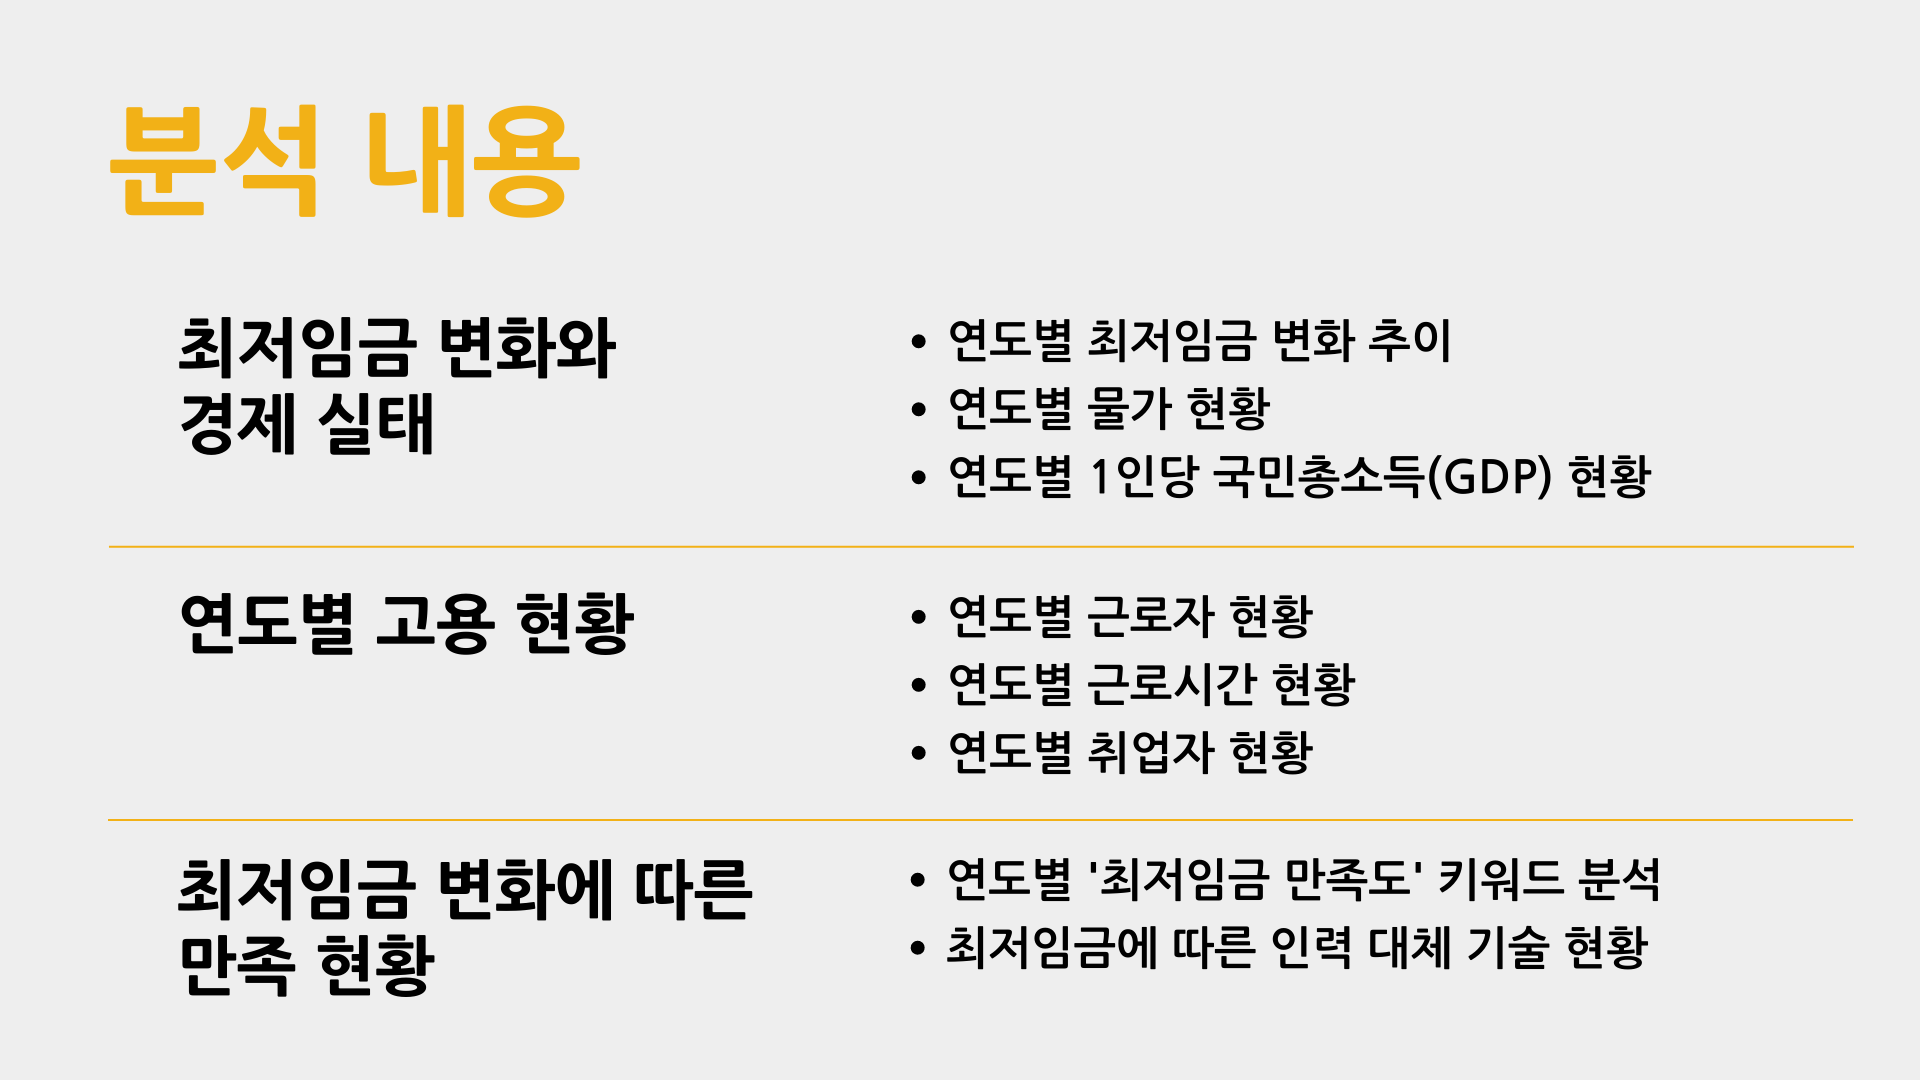 분석 내용
최저임금 변화와
경제 실태
• 연도별 최저임금 변화 추이
• 연도별 물가 현황
• 연도별 1인당 국민총소득(GDP) 현황
연도별 고용 현황
• 연도별 근로자 현황
• 연도별 근로시간 현황
• 연도별 취업자 현황
최저임금 변화에 따른
만족 현황
• 연도별 '최저임금 만족도' 키워드 분석
• 최저임금에 따른 인력 대체 기술 현황